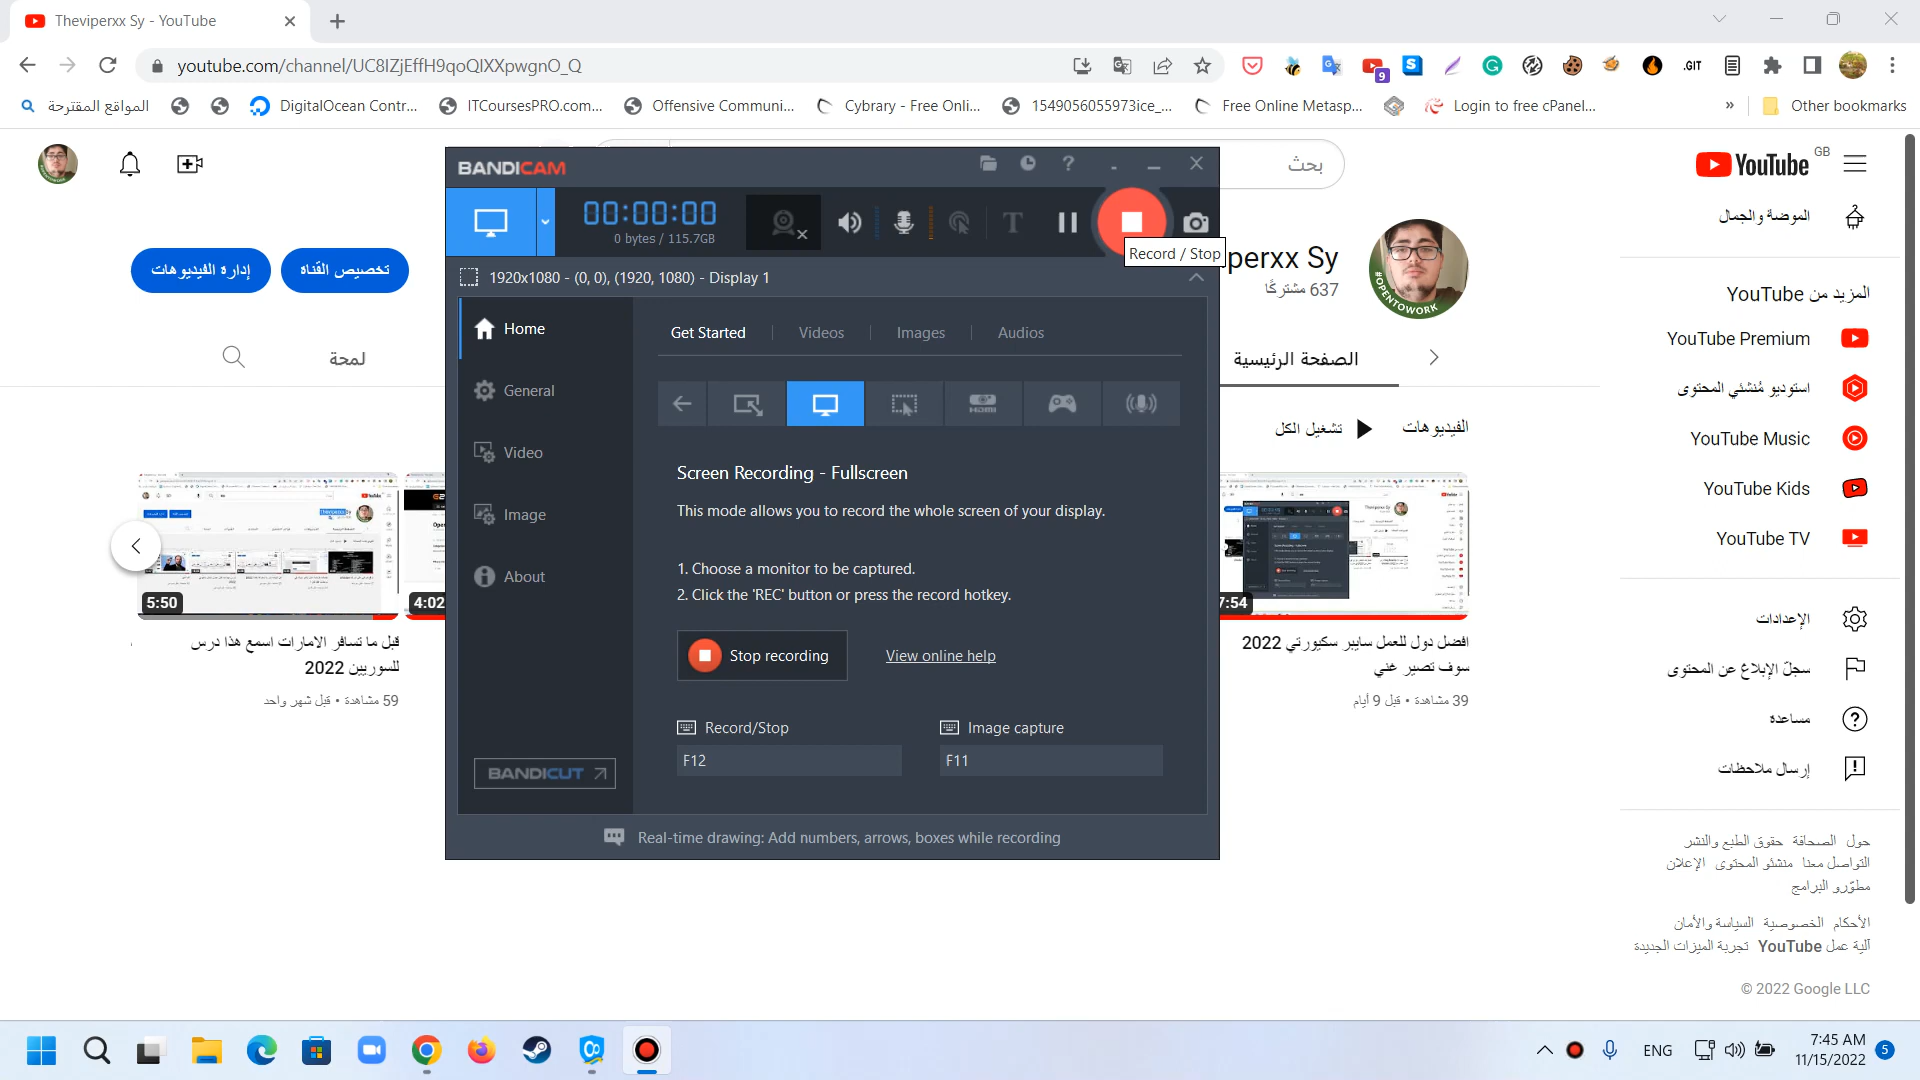 Theviperxx Sy - YouTube
youtube.com/channel/UC8IZjEffH9qoQIXXpwgnO_Q
9
.GIT
المواقع المقترحة
DigitalOcean Contr...
ITCoursesPRO.com...
Offensive Communi...
Cybrary - Free Onli...
1549056055973ice_...
Free Online Metasp...
Login to free cPanel...
»
Other bookmarks
بحث
YouTube GB
إدارة الفيديوهات
تخصيص القناة
perxx Sy
637 مشتركًا
#OPENTOWORK
لمحة
الصفحة الرئيسية
الفيديوهات
تشغيل الكل
5:50
4:02
7:54
قبل ما تسافر الامارات اسمع هذا درس
للسوريين 2022
59 مشاهدة • قبل شهر واحد
افضل دول للعمل سايبر سكيورتي 2022
سوف تصير غني
39 مشاهدة • قبل 9 أيام
BANDICAM
00:00:00
0 bytes / 115.7GB
T
Record / Stop
1920x1080 - (0, 0), (1920, 1080) - Display 1
Home
General
Video
Image
About
BANDICUT
Get Started
Videos
Images
Audios
HDMI
Screen Recording - Fullscreen
This mode allows you to record the whole screen of your display.
1. Choose a monitor to be captured.
2. Click the 'REC' button or press the record hotkey.
Stop recording
View online help
Record/Stop
Image capture
F12
F11
Real-time drawing: Add numbers, arrows, boxes while recording
الموضة والجمال
المزيد من YouTube
YouTube Premium
استوديو مُنشئي المحتوى
YouTube Music
YouTube Kids
YouTube TV
الإعدادات
سجلّ الإبلاغ عن المحتوى
مساعدة
إرسال ملاحظات
حول الصحافة حقوق الطبع والنشر
التواصل معنا منشئو المحتوى الإعلان
مطوّرو البرامج
الأحكام الخصوصية السياسة والأمان
آلية عمل YouTube تجربة الميزات الجديدة
© 2022 Google LLC
ENG
7:45 AM
11/15/2022
5